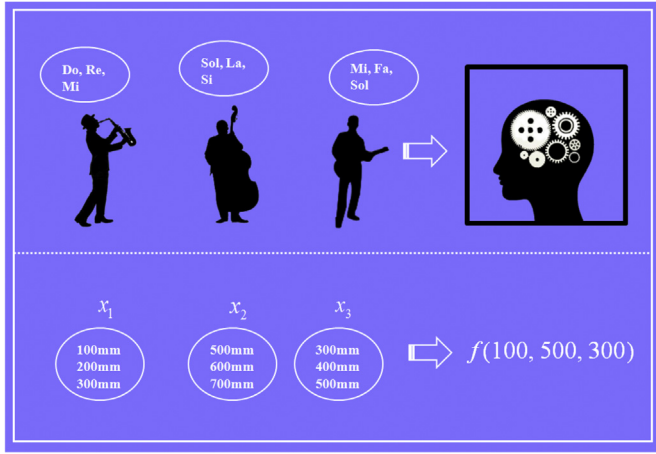 Do, Re,
Mi
Sol, La,
Si
Mi, Fa,
Sol
x₁
x₂
x₃
100mm
200mm
300mm
500mm
600mm
700mm
300mm
400mm
500mm
f(100, 500, 300)